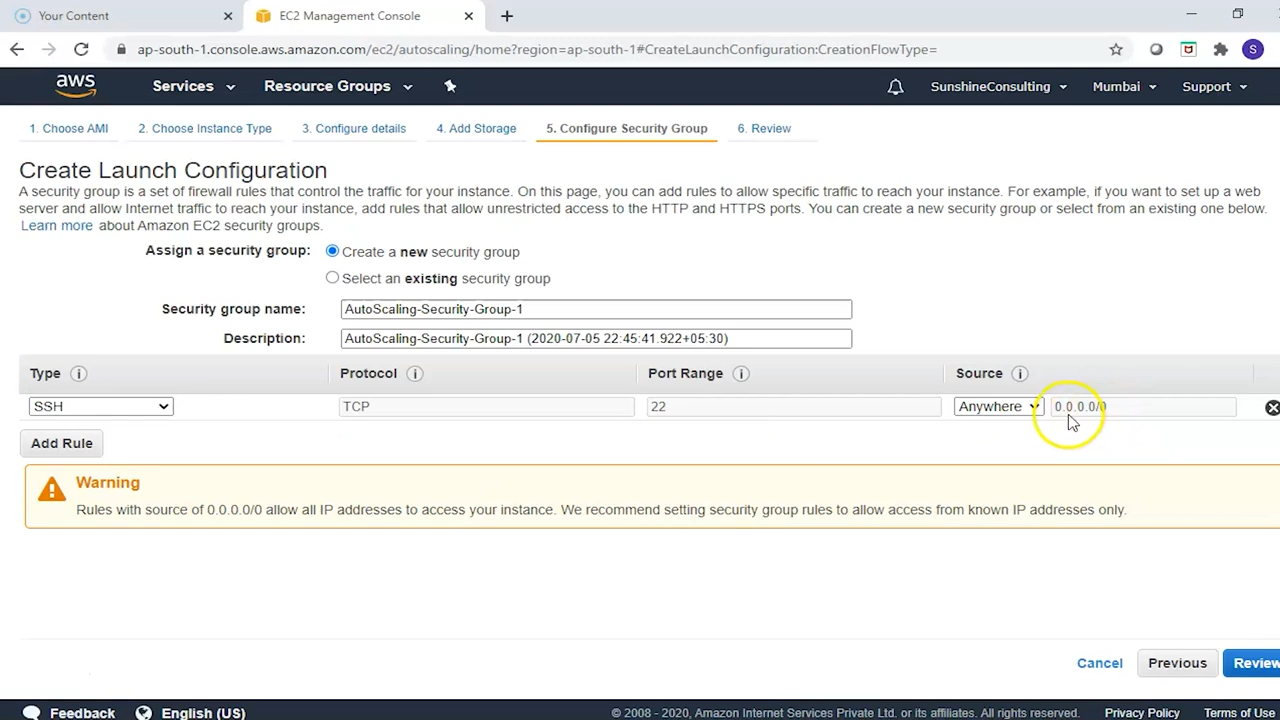 Your Content
EC2 Management Console
ap-south-1.console.aws.amazon.com/ec2/autoscaling/home?region=ap-south-1#CreateLaunchConfiguration:CreationFlowType=
S
aws
Services
Resource Groups
SunshineConsulting
Mumbai
Support
1. Choose AMI
2. Choose Instance Type
3. Configure details
4. Add Storage
5. Configure Security Group
6. Review
Create Launch Configuration
A security group is a set of firewall rules that control the traffic for your instance. On this page, you can add rules to allow specific traffic to reach your instance. For example, if you want to set up a web
server and allow Internet traffic to reach your instance, add rules that allow unrestricted access to the HTTP and HTTPS ports. You can create a new security group or select from an existing one below.
Learn more about Amazon EC2 security groups.
Assign a security group:
Create a new security group
Select an existing security group
Security group name:
AutoScaling-Security-Group-1
Description:
AutoScaling-Security-Group-1 (2020-07-05 22:45:41.922+05:30)
Type
Protocol
Port Range
Source
SSH
TCP
22
Anywhere
0.0.0.0/0
Add Rule
Warning
Rules with source of 0.0.0.0/0 allow all IP addresses to access your instance. We recommend setting security group rules to allow access from known IP addresses only.
Cancel
Previous
Review
Feedback
English (US)
© 2008 - 2020, Amazon Internet Services Private Ltd. or its affiliates. All rights reserved.
Privacy Policy
Terms of Use